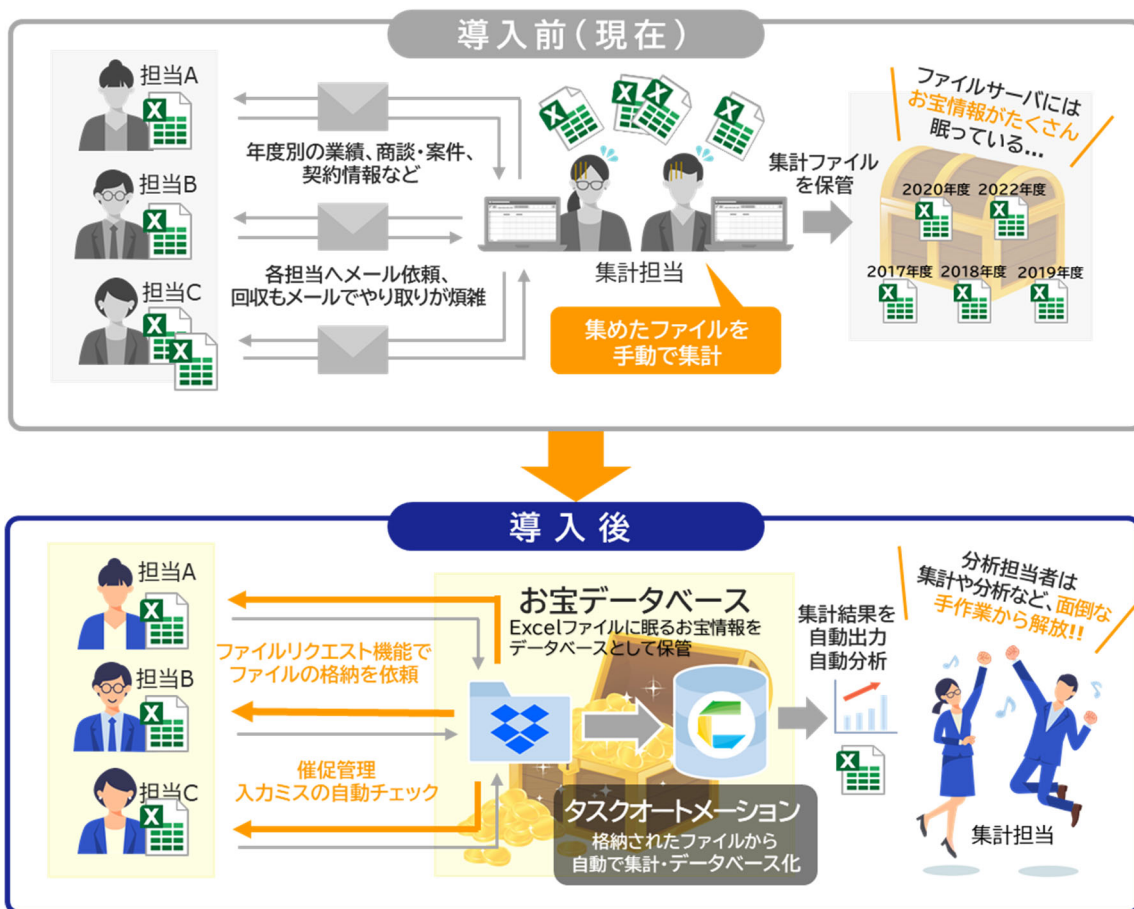 導入前(現在)
担当A
担当B
担当C
年度別の業績、商談・案件、
契約情報など
各担当へメール依頼、
回収もメールでやり取りが煩雑
集計担当
集めたファイルを
手動で集計
集計ファイル
を保管
ファイルサーバには
お宝情報がたくさん
眠っている...
2020年度
2022年度
2017年度
2018年度
2019年度
導入後
担当A
担当B
担当C
ファイルリクエスト機能で
ファイルの格納を依頼
催促管理
入力ミスの自動チェック
お宝データベース
Excelファイルに眠るお宝情報を
データベースとして保管
タスクオートメーション
格納されたファイルから
自動で集計・データベース化
集計結果を
自動出力
自動分析
分析担当者は
集計や分析など、面倒な
手作業から解放!!
集計担当